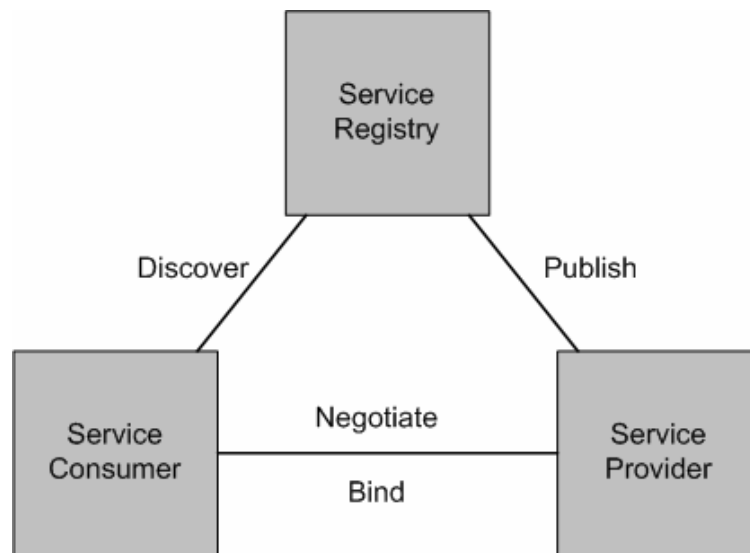 Service
Registry
Discover
Publish
Service
Consumer
Negotiate
Bind
Service
Provider